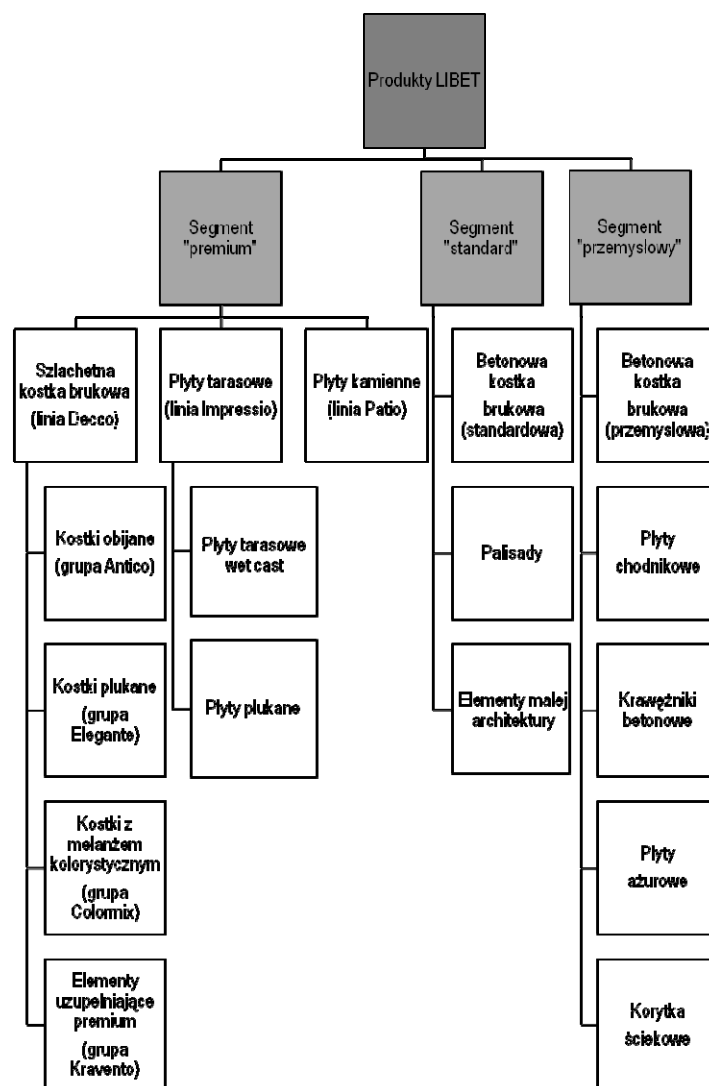 Produkty LIBET
Segment
"premium"
Segment
"standard"
Segment
"przemyslowy"
Szlachetna
kostka brukowa
(linia Decco)
Plyty tarasowe
(linia Impressio)
Plyty kamienne
(linia Patio)
Betonowa
kostka
brukowa
(standardowa)
Betonowa
kostka
brukowa
(przemyslowa)
Kostki obijane
(grupa Antico)
Plyty tarasowe
wet cast
Palisady
Plyty
chodnikowe
Kostki plukane
(grupa
Elegante)
Plyty plukane
Elementy malej
architektury
Krawężniki
betonowe
Kostki z
melanżem
kolorystycznym
(grupa
Colormix)
Plyty
ażurowe
Elementy
uzupelniające
premium
(grupa
Kravento)
Korytka
ściekowe